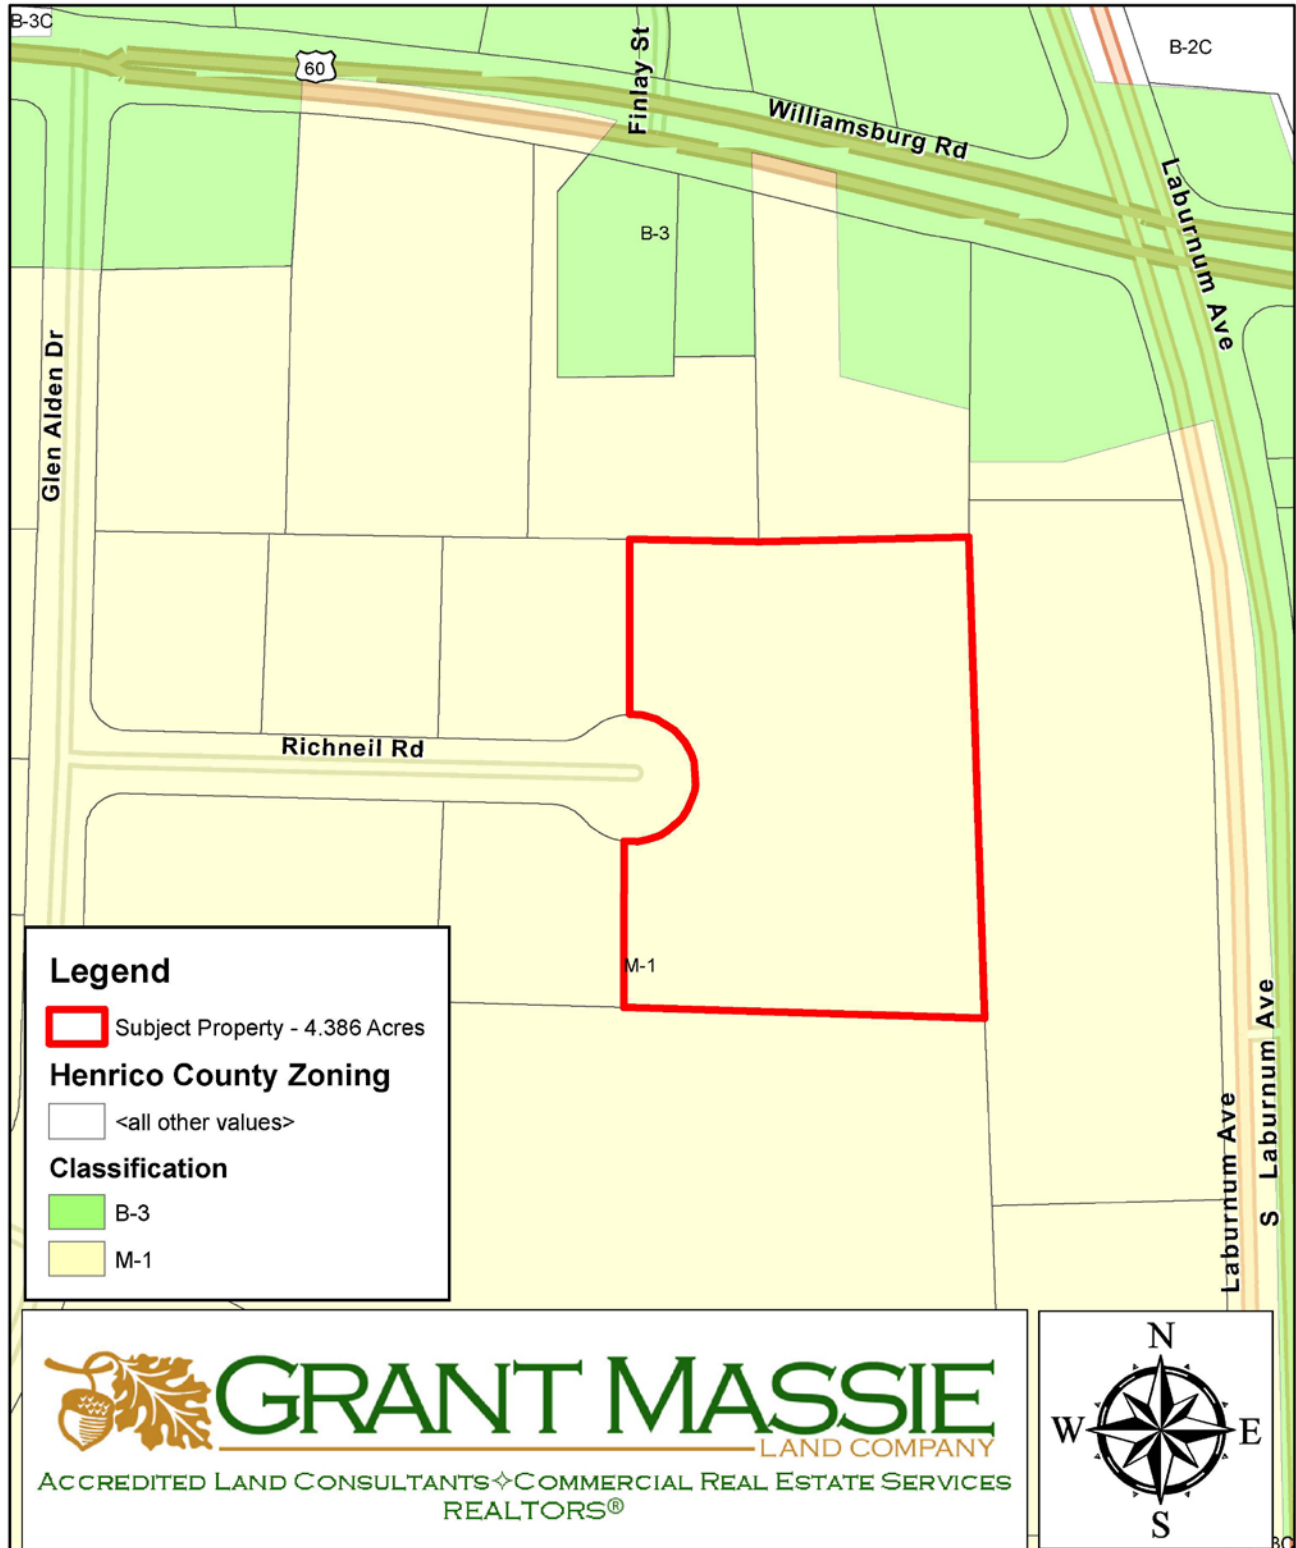 B-3C
60
Finlay St
B-2C
Williamsburg Rd
Laburnum Ave
B-3
Glen Alden Dr
Richneil Rd
M-1
Legend
Subject Property - 4.386 Acres
Henrico County Zoning
<all other values>
Classification
B-3
M-1
Laburnum Ave
S Laburnum Ave
GRANT MASSIE
LAND COMPANY
ACCREDITED LAND CONSULTANTS✧COMMERCIAL REAL ESTATE SERVICES
REALTORS®
N
W
E
S